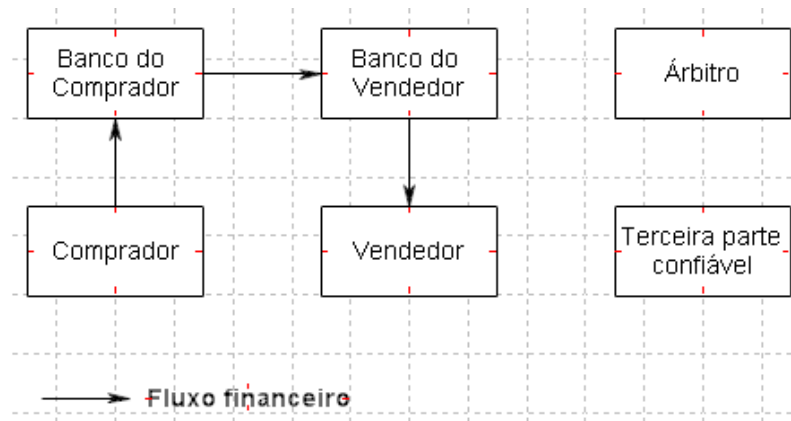 Banco do
Comprador
Banco do
Vendedor
Árbitro
Comprador
Vendedor
Terceira parte
confiável
Fluxo financeiro